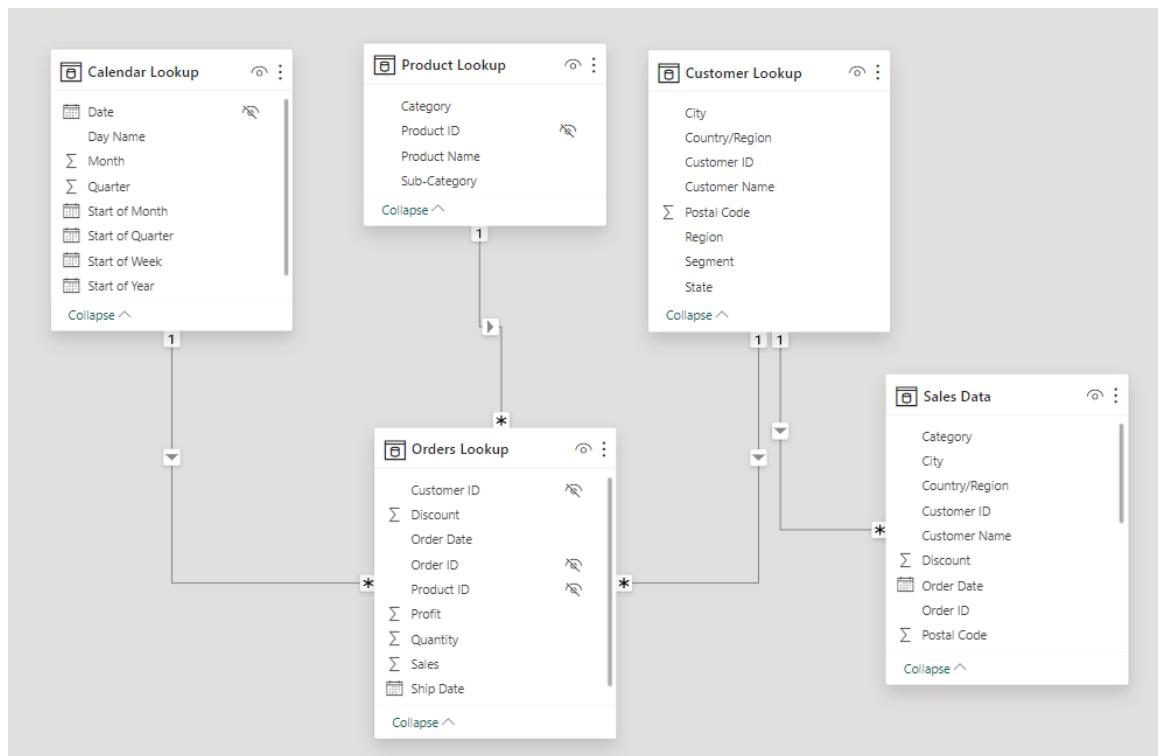 Calendar Lookup
Date
Day Name
Month
Quarter
Start of Month
Start of Quarter
Start of Week
Start of Year
Collapse
1
Product Lookup
Category
Product ID
Product Name
Sub-Category
Collapse
1
*
Customer Lookup
City
Country/Region
Customer ID
Customer Name
Postal Code
Region
Segment
State
Collapse
1 1
Orders Lookup
Customer ID
Discount
Order Date
Order ID
Product ID
Profit
Quantity
Sales
Ship Date
Collapse
*
*
Sales Data
Category
City
Country/Region
Customer ID
Customer Name
Discount
Order Date
Order ID
Postal Code
Collapse
*